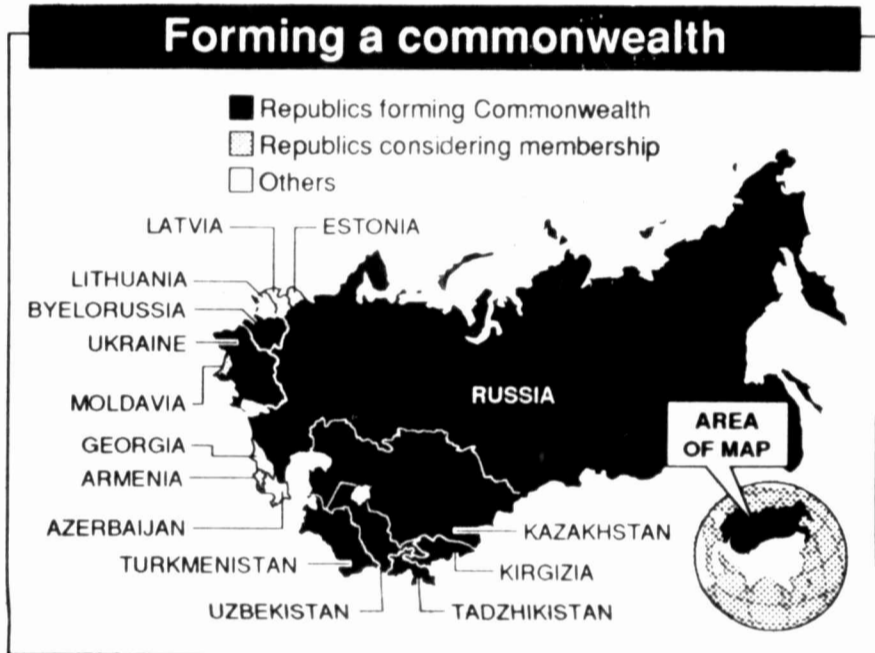 Forming a commonwealth
Republics forming Commonwealth
Republics considering membership
Others
LATVIA
ESTONIA
LITHUANIA
BYELORUSSIA
UKRAINE
RUSSIA
MOLDAVIA
AREA
OF MAP
GEORGIA
ARMENIA
AZERBAIJAN
KAZAKHSTAN
TURKMENISTAN
KIRGIZIA
UZBEKISTAN
TADZHIKISTAN